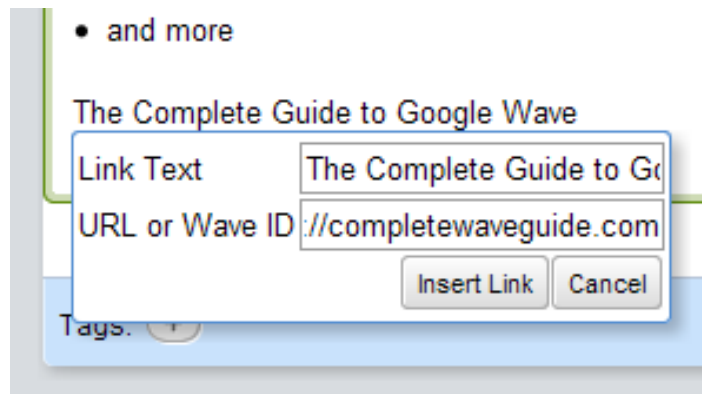 • and more
The Complete Guide to Google Wave
Link Text The Complete Guide to Go
URL or Wave ID ://completewaveguide.com
Insert Link Cancel
Tags: +